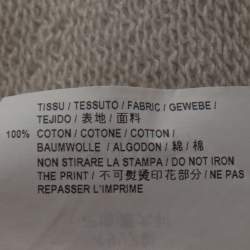 TISSU / TESSUTO / FABRIC / GEWEBE /
TEJIDO / 表地 / 面料
100% COTON / COTONE / COTTON /
BAUMWOLLE / ALGODON / 綿 / 棉
NON STIRARE LA STAMPA / DO NOT IRON
THE PRINT / 不可熨烫印花部分 / NE PAS
REPASSER L'IMPRIME